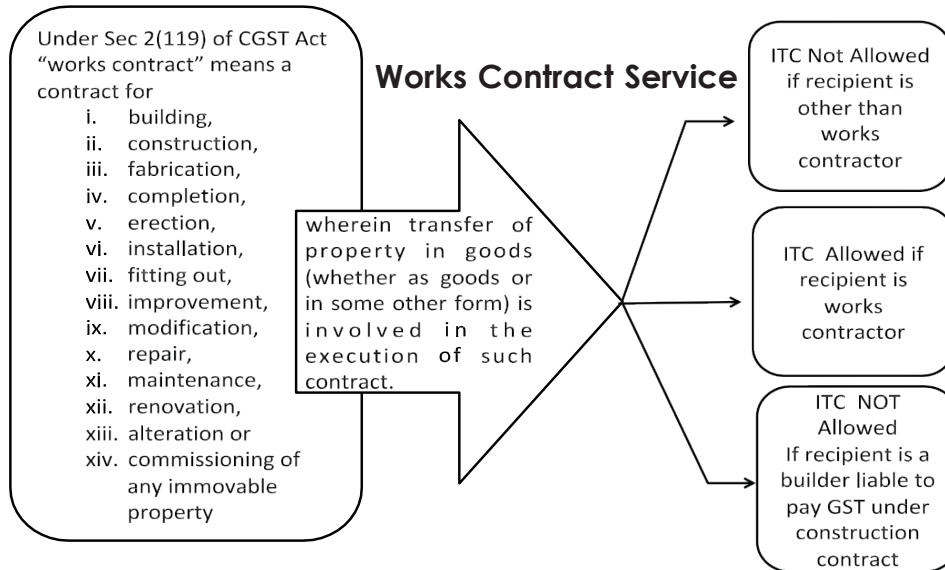 Under Sec 2(119) of CGST Act
“works contract” means a
contract for
i. building,
ii. construction,
iii. fabrication,
iv. completion,
v. erection,
vi. installation,
vii. fitting out,
viii. improvement,
ix. modification,
x. repair,
xi. maintenance,
xii. renovation,
xiii. alteration or
xiv. commissioning of
any immovable
property
Works Contract Service
wherein transfer of
property in goods
(whether as goods or
in some other form) is
involved in the
execution of such
contract.
ITC Not Allowed
if recipient is
other than
works
contractor
ITC Allowed if
recipient is
works
contractor
ITC NOT
Allowed
If recipient is a
builder liable to
pay GST under
construction
contract